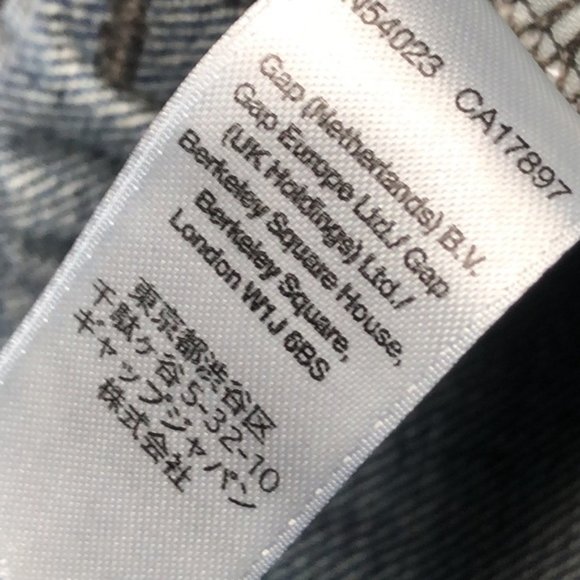 N54023 CA17897
Gap (Netherlands) B.V.
Gap Europe Ltd./ Gap
(UK Holdings) Ltd./
Berkeley Square House,
Berkeley Square,
London W1J 6BS
東京都渋谷区
千駄ヶ谷5-32-10
ギャップジャパン
株式会社